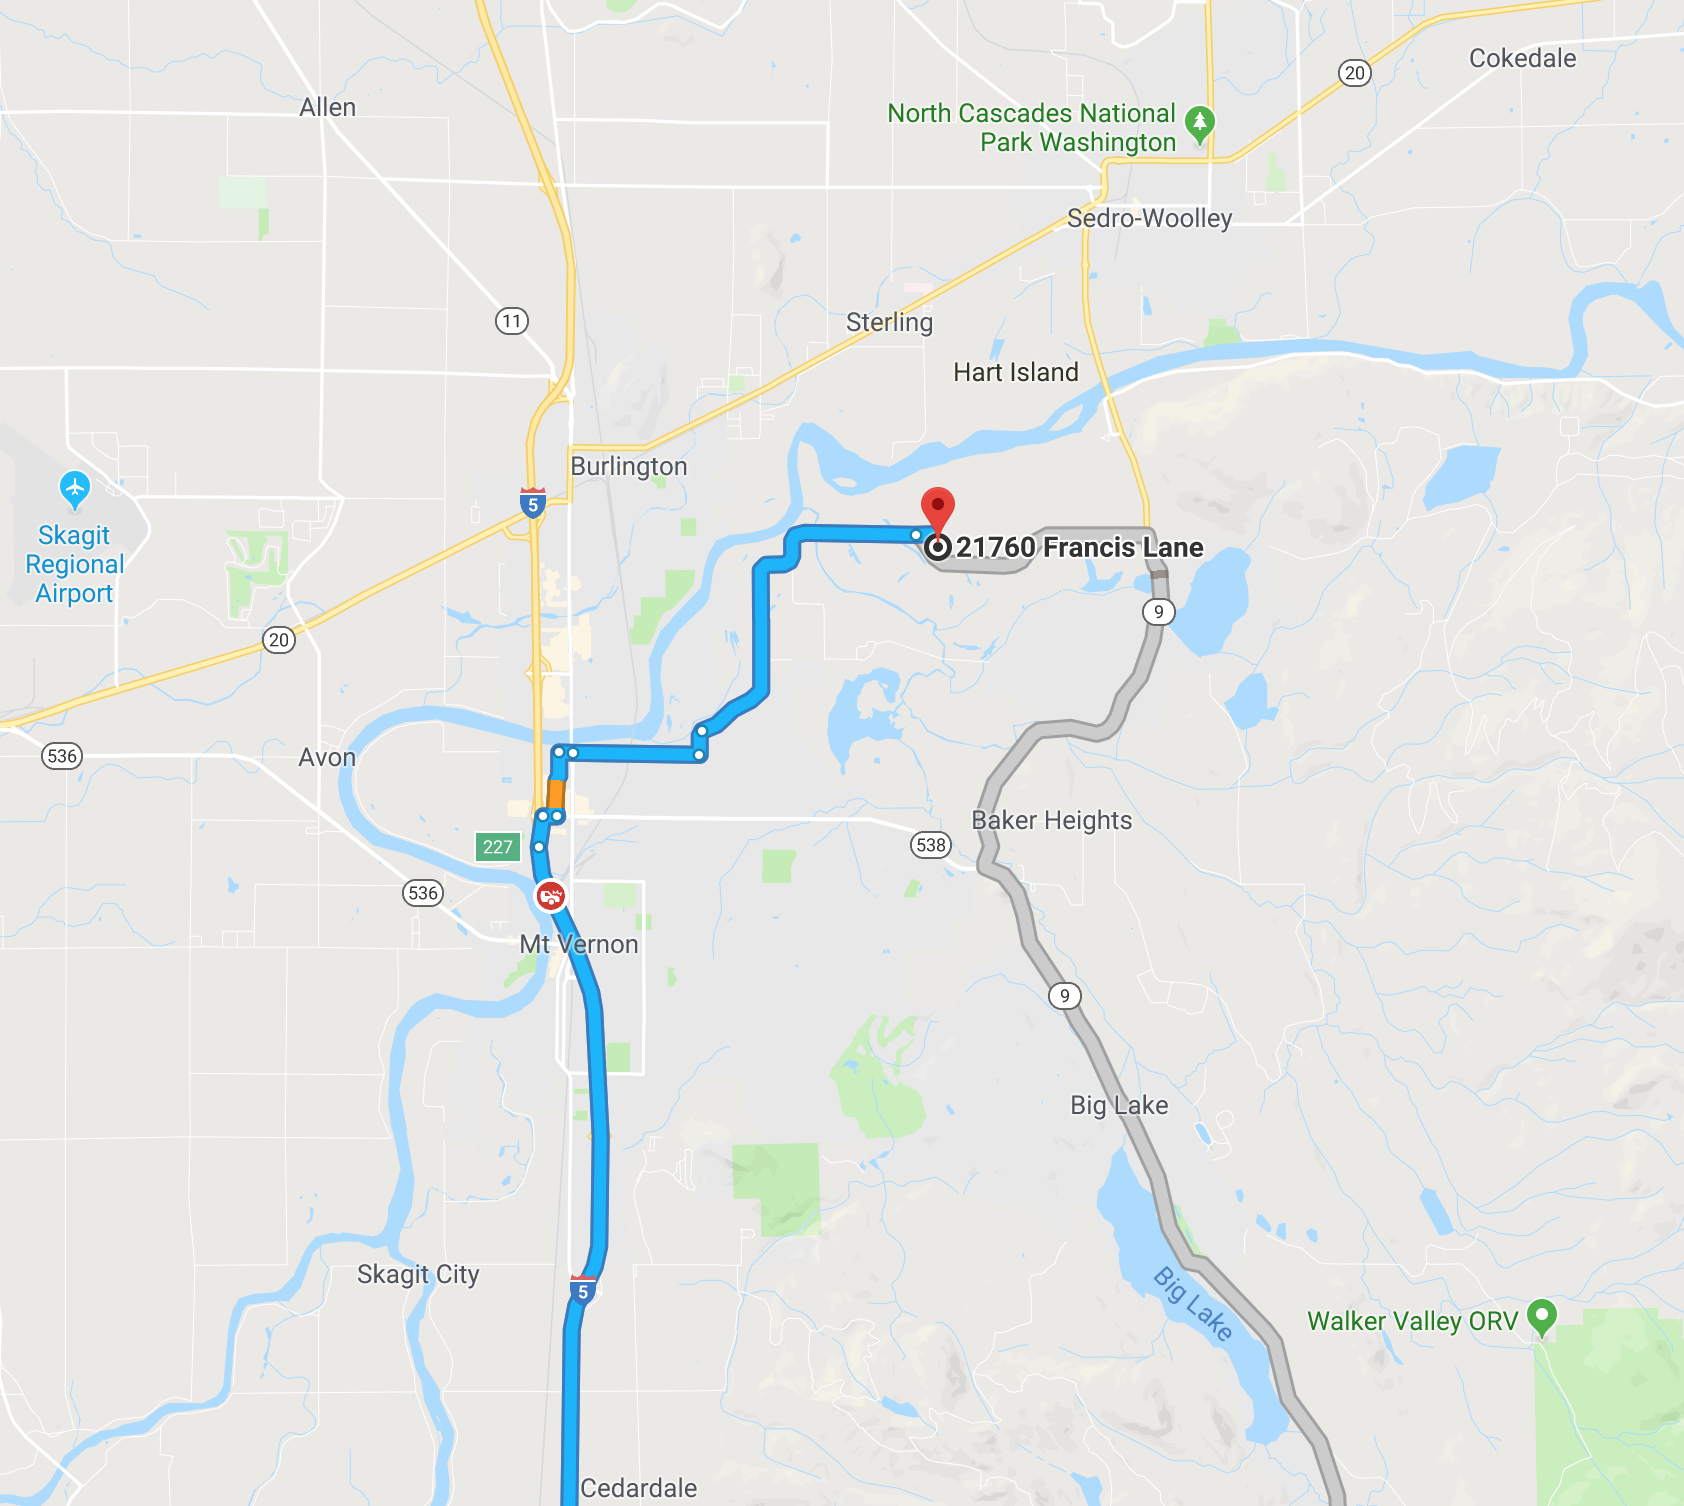 Cokedale
20
Allen
North Cascades National
Park Washington
Sedro-Woolley
11
Sterling
Hart Island
Burlington
5
Skagit
Regional
Airport
21760 Francis Lane
9
20
536
Avon
Baker Heights
227
538
536
Mt Vernon
9
Big Lake
Skagit City
5
Big Lake
Walker Valley ORV
Cedardale